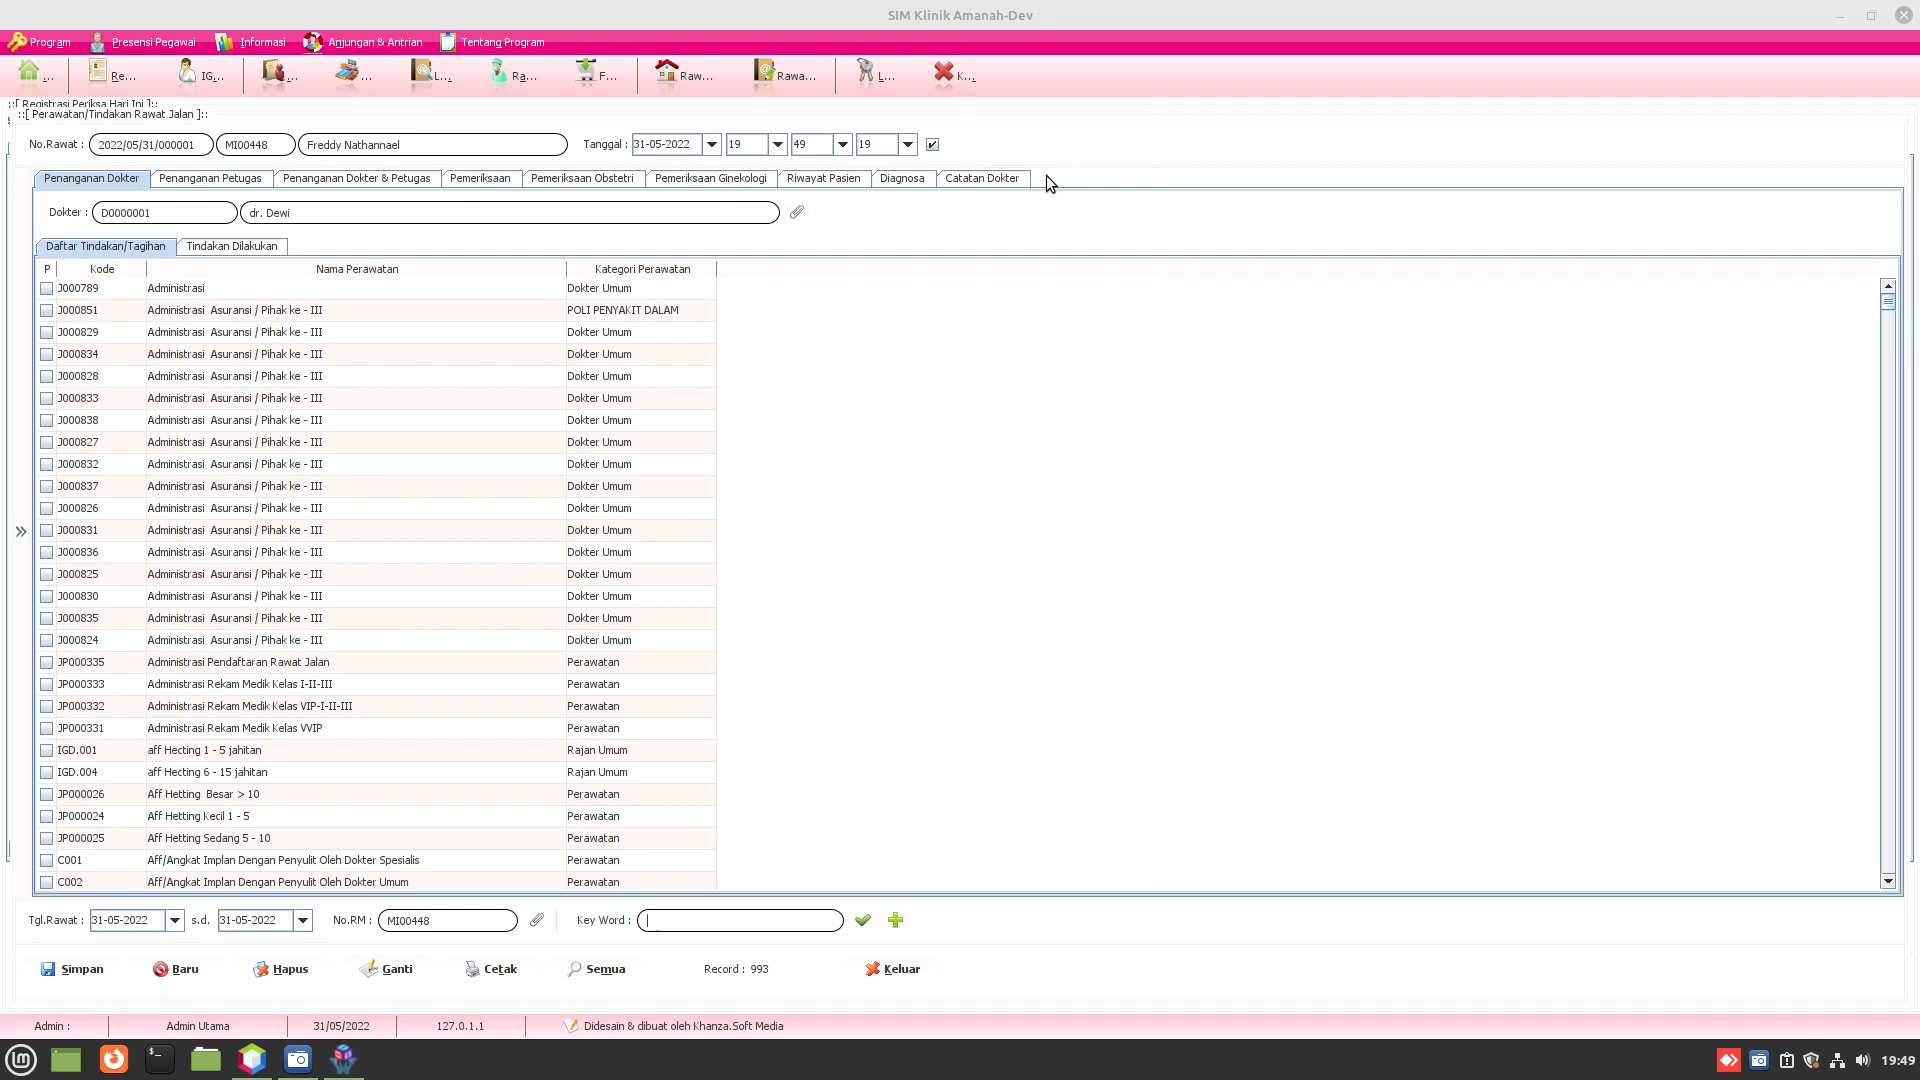 SIM Klinik Amanah-Dev
Program Presensi Pegawai Informasi Anjungan & Antrian Tentang Program
... Re... IG... ... ... L... Ra... F... Raw... Rawa... L... K...
::[ Registrasi Periksa Hari Ini ]::
::[ Perawatan/Tindakan Rawat Jalan ]::
No.Rawat : 2022/05/31/000001 MI00448 Freddy Nathannael Tanggal : 31-05-2022 19 49 19
Penanganan Dokter Penanganan Petugas Penanganan Dokter & Petugas Pemeriksaan Pemeriksaan Obstetri Pemeriksaan Ginekologi Riwayat Pasien Diagnosa Catatan Dokter
Dokter : D0000001 dr. Dewi
Daftar Tindakan/Tagihan Tindakan Dilakukan
P Kode Nama Perawatan Kategori Perawatan
J000789 Administrasi Dokter Umum
J000851 Administrasi Asuransi / Pihak ke - III POLI PENYAKIT DALAM
J000829 Administrasi Asuransi / Pihak ke - III Dokter Umum
J000834 Administrasi Asuransi / Pihak ke - III Dokter Umum
J000828 Administrasi Asuransi / Pihak ke - III Dokter Umum
J000833 Administrasi Asuransi / Pihak ke - III Dokter Umum
J000838 Administrasi Asuransi / Pihak ke - III Dokter Umum
J000827 Administrasi Asuransi / Pihak ke - III Dokter Umum
J000832 Administrasi Asuransi / Pihak ke - III Dokter Umum
J000837 Administrasi Asuransi / Pihak ke - III Dokter Umum
J000826 Administrasi Asuransi / Pihak ke - III Dokter Umum
J000831 Administrasi Asuransi / Pihak ke - III Dokter Umum
J000836 Administrasi Asuransi / Pihak ke - III Dokter Umum
J000825 Administrasi Asuransi / Pihak ke - III Dokter Umum
J000830 Administrasi Asuransi / Pihak ke - III Dokter Umum
J000835 Administrasi Asuransi / Pihak ke - III Dokter Umum
J000824 Administrasi Asuransi / Pihak ke - III Dokter Umum
JP000335 Administrasi Pendaftaran Rawat Jalan Perawatan
JP000333 Administrasi Rekam Medik Kelas I-II-III Perawatan
JP000332 Administrasi Rekam Medik Kelas VIP-I-II-III Perawatan
JP000331 Administrasi Rekam Medik Kelas VVIP Perawatan
IGD.001 aff Hecting 1 - 5 jahitan Rajan Umum
IGD.004 aff Hecting 6 - 15 jahitan Rajan Umum
JP000026 Aff Hetting Besar > 10 Perawatan
JP000024 Aff Hetting Kecil 1 - 5 Perawatan
JP000025 Aff Hetting Sedang 5 - 10 Perawatan
C001 Aff/Angkat Implan Dengan Penyulit Oleh Dokter Spesialis Perawatan
C002 Aff/Angkat Implan Dengan Penyulit Oleh Dokter Umum Perawatan
Tgl.Rawat : 31-05-2022 s.d. 31-05-2022 No.RM : MI00448 Key Word :
Simpan Baru Hapus Ganti Cetak Semua Record : 993 Keluar
Admin : Admin Utama 31/05/2022 127.0.1.1 Didesain & dibuat oleh Khanza.Soft Media
19:49